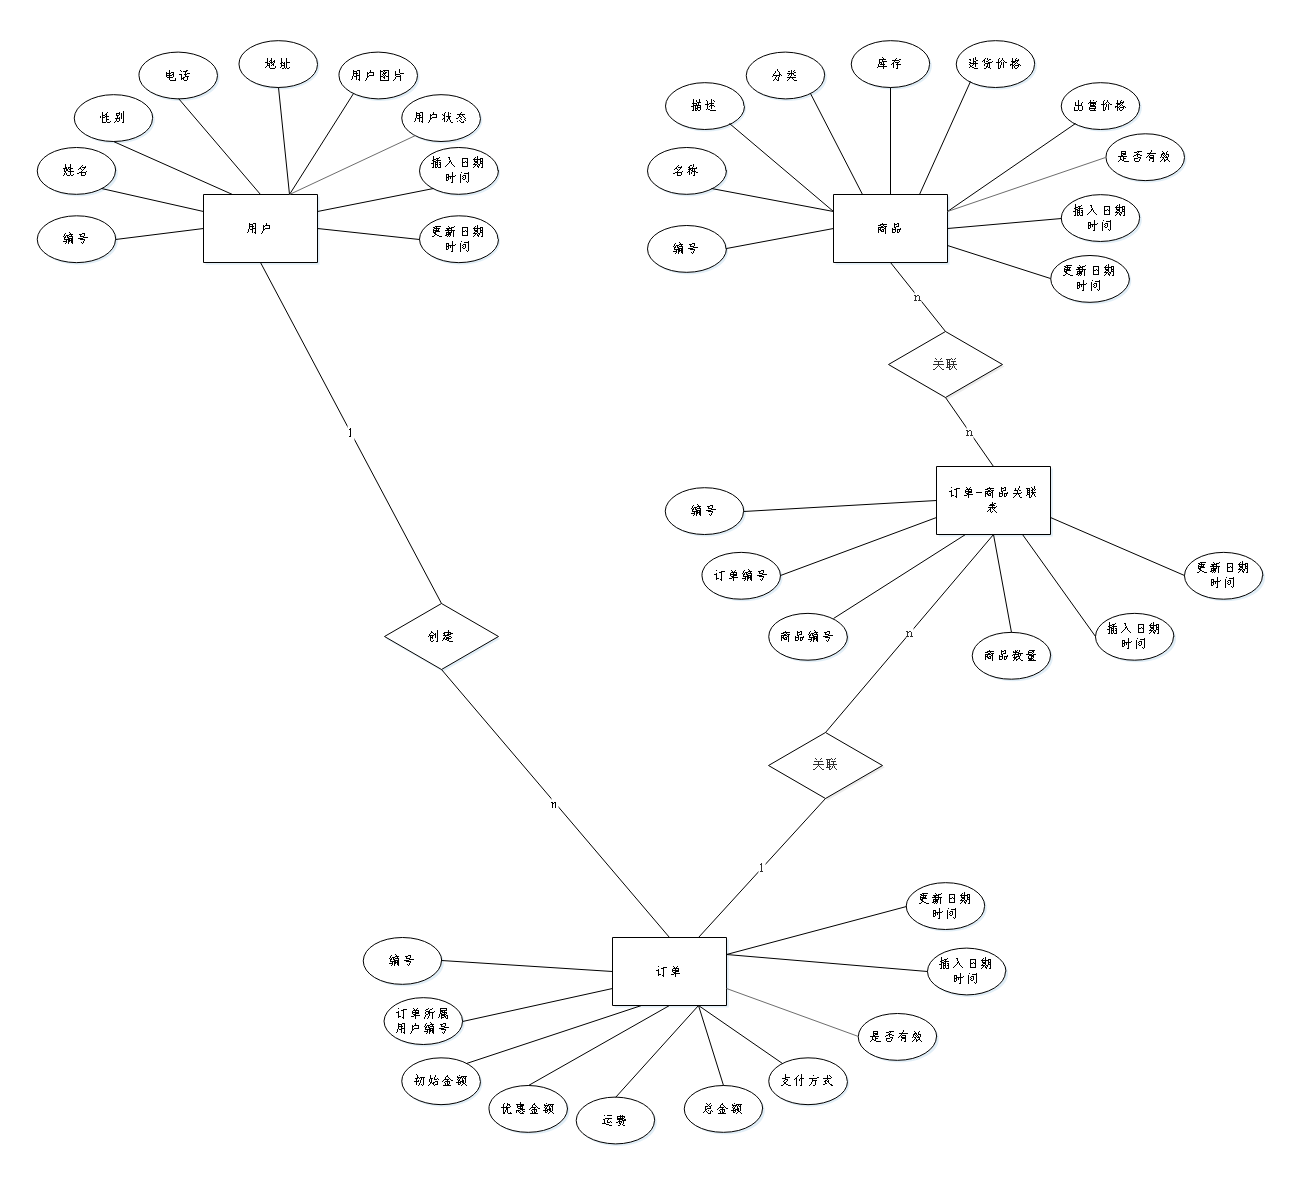 编号
姓名
性别
电话
地址
用户图片
用户状态
插入日期
时间
更新日期
时间
用户
编号
名称
描述
分类
库存
进货价格
出售价格
是否有效
插入日期
时间
更新日期
时间
商品
n
关联
n
订单-商品关联
表
编号
订单编号
商品编号
商品数量
插入日期
时间
更新日期
时间
1
创建
n
n
关联
1
订单
编号
订单所属
用户编号
初始金额
优惠金额
运费
总金额
支付方式
是否有效
插入日期
时间
更新日期
时间